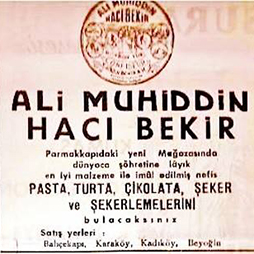 ALİ MUHİDDİN
HACI BEKİR
ALİ MUHİDDİN
HACI BEKİR
Parmakkapıdaki yeni Mağazasında
dünyaca şöhretine lâyık
en iyi malzeme ile imâl edilmiş nefis
PASTA, TURTA, ÇİKOLATA, ŞEKER
ve ŞEKERLEMELERİNİ
bulacaksınız
Satış yerleri :
Bahçekapı, Karaköy, Kadıköy, Beyoğlu